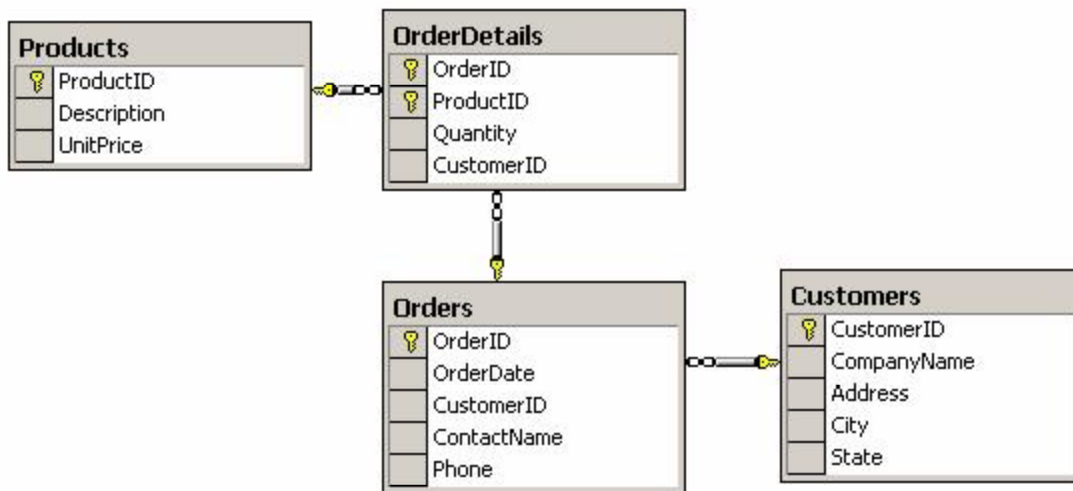 Products
ProductID
Description
UnitPrice
OrderDetails
OrderID
ProductID
Quantity
CustomerID
Orders
OrderID
OrderDate
CustomerID
ContactName
Phone
Customers
CustomerID
CompanyName
Address
City
State